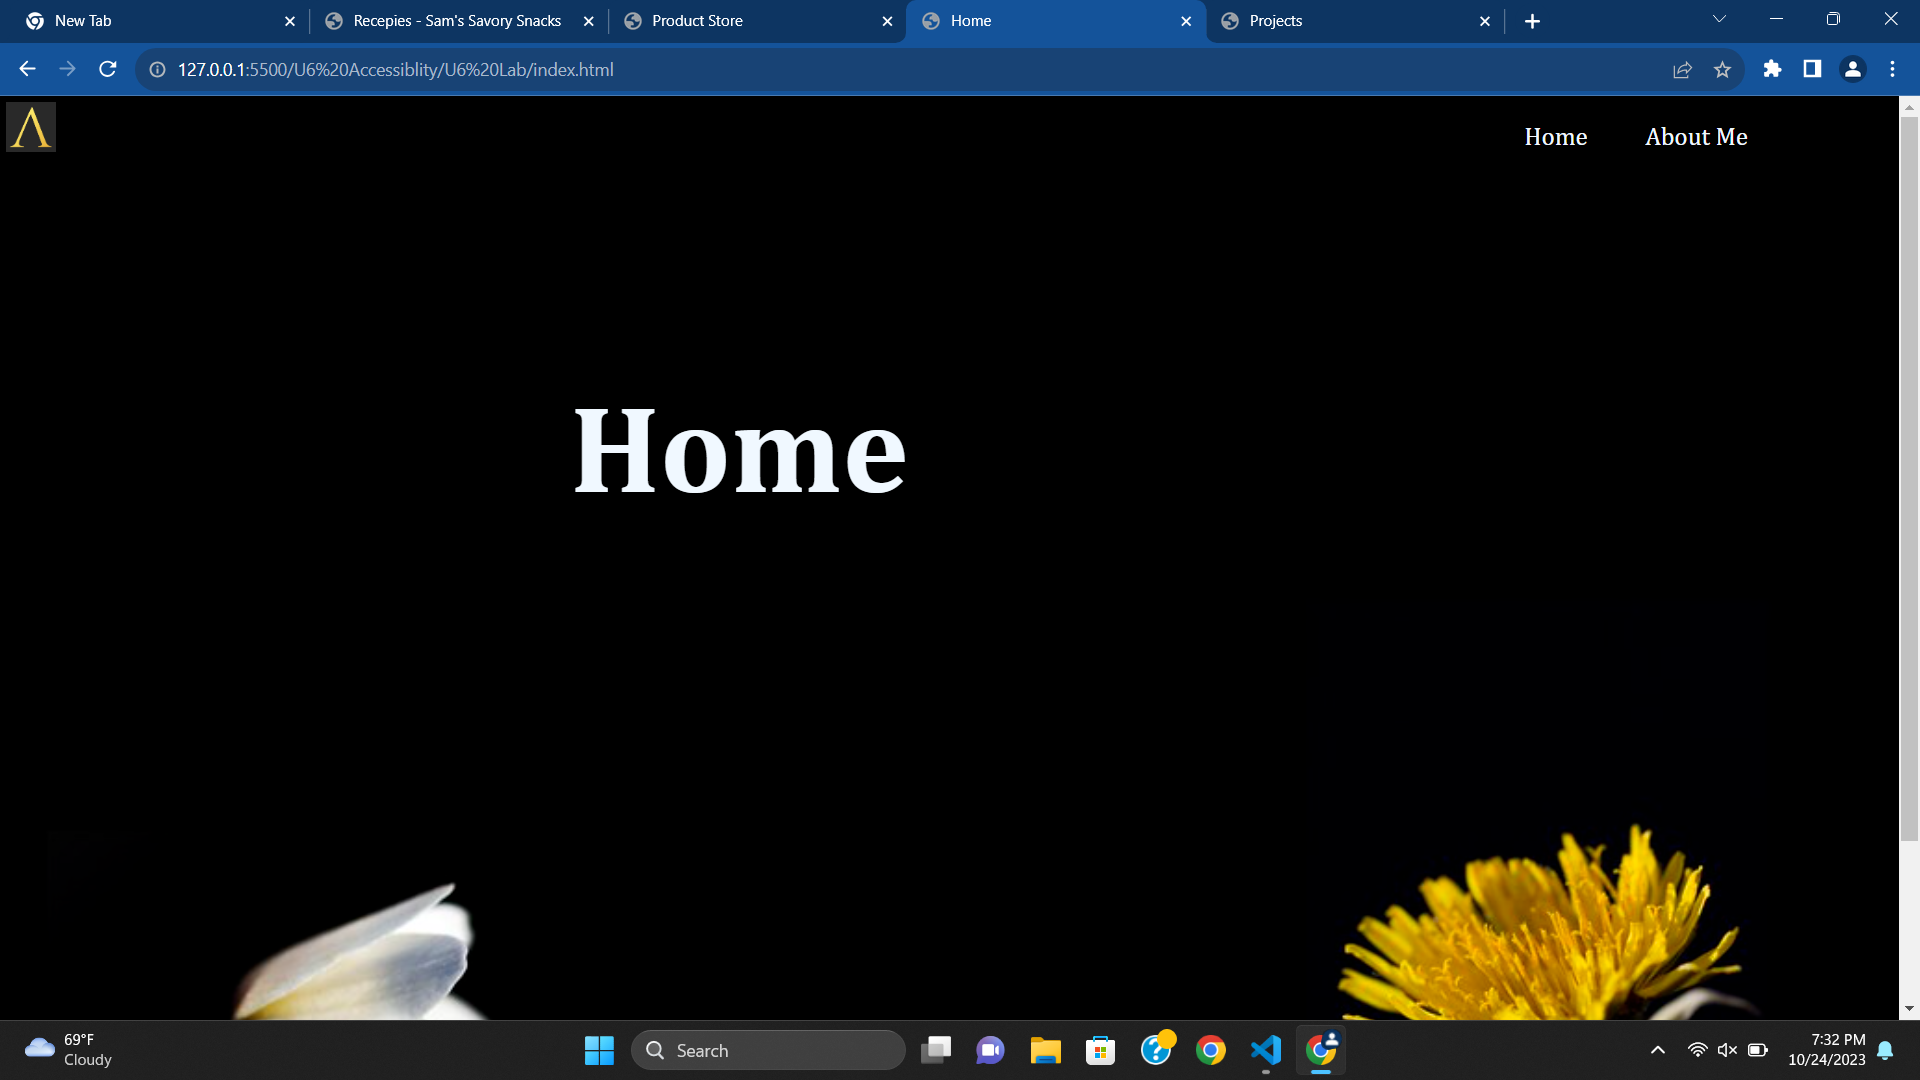 New Tab
Recepies - Sam's Savory Snacks
Product Store
Home
Projects
127.0.0.1:5500/U6%20Accessiblity/U6%20Lab/index.html
Λ
Home
About Me
Home
69°F
Cloudy
Search
7:32 PM
10/24/2023